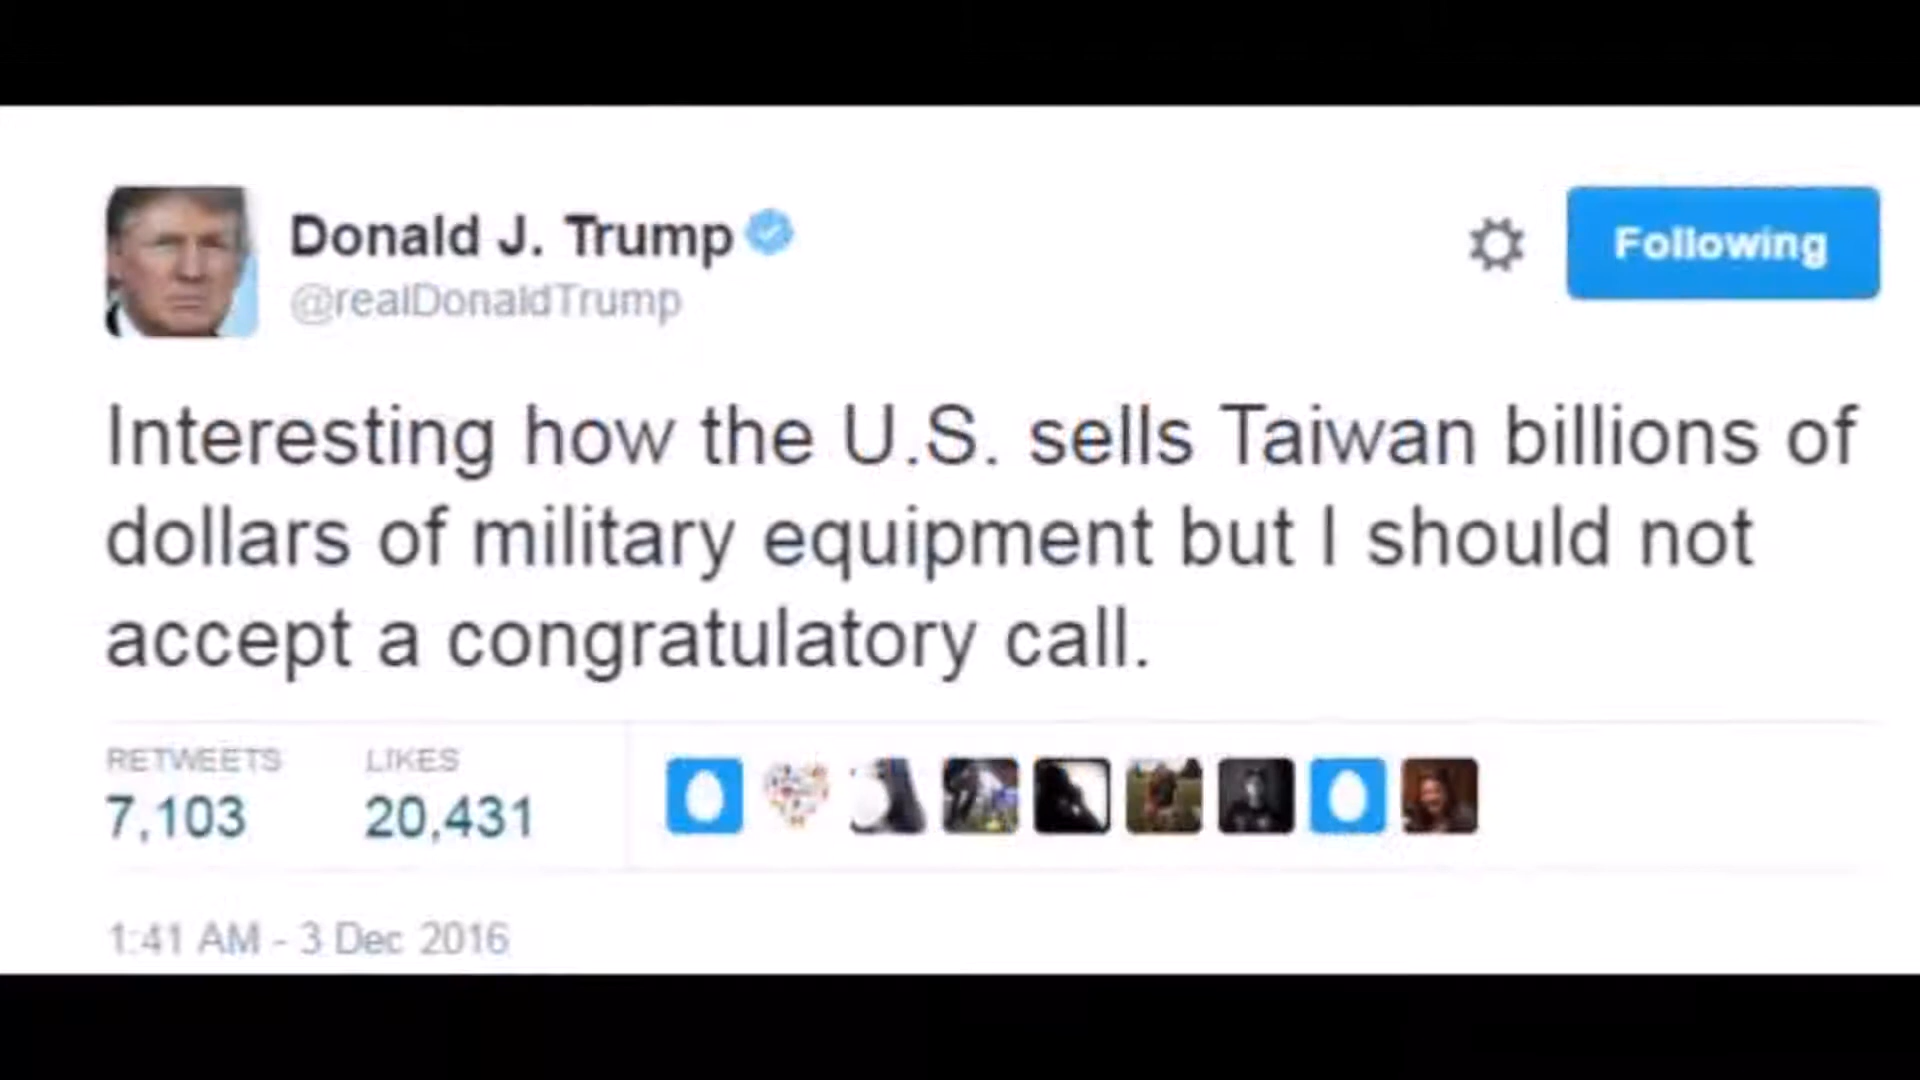 Donald J. Trump
@realDonaldTrump
Following
Interesting how the U.S. sells Taiwan billions of
dollars of military equipment but I should not
accept a congratulatory call.
RETWEETS LIKES
7,103 20,431
1:41 AM - 3 Dec 2016